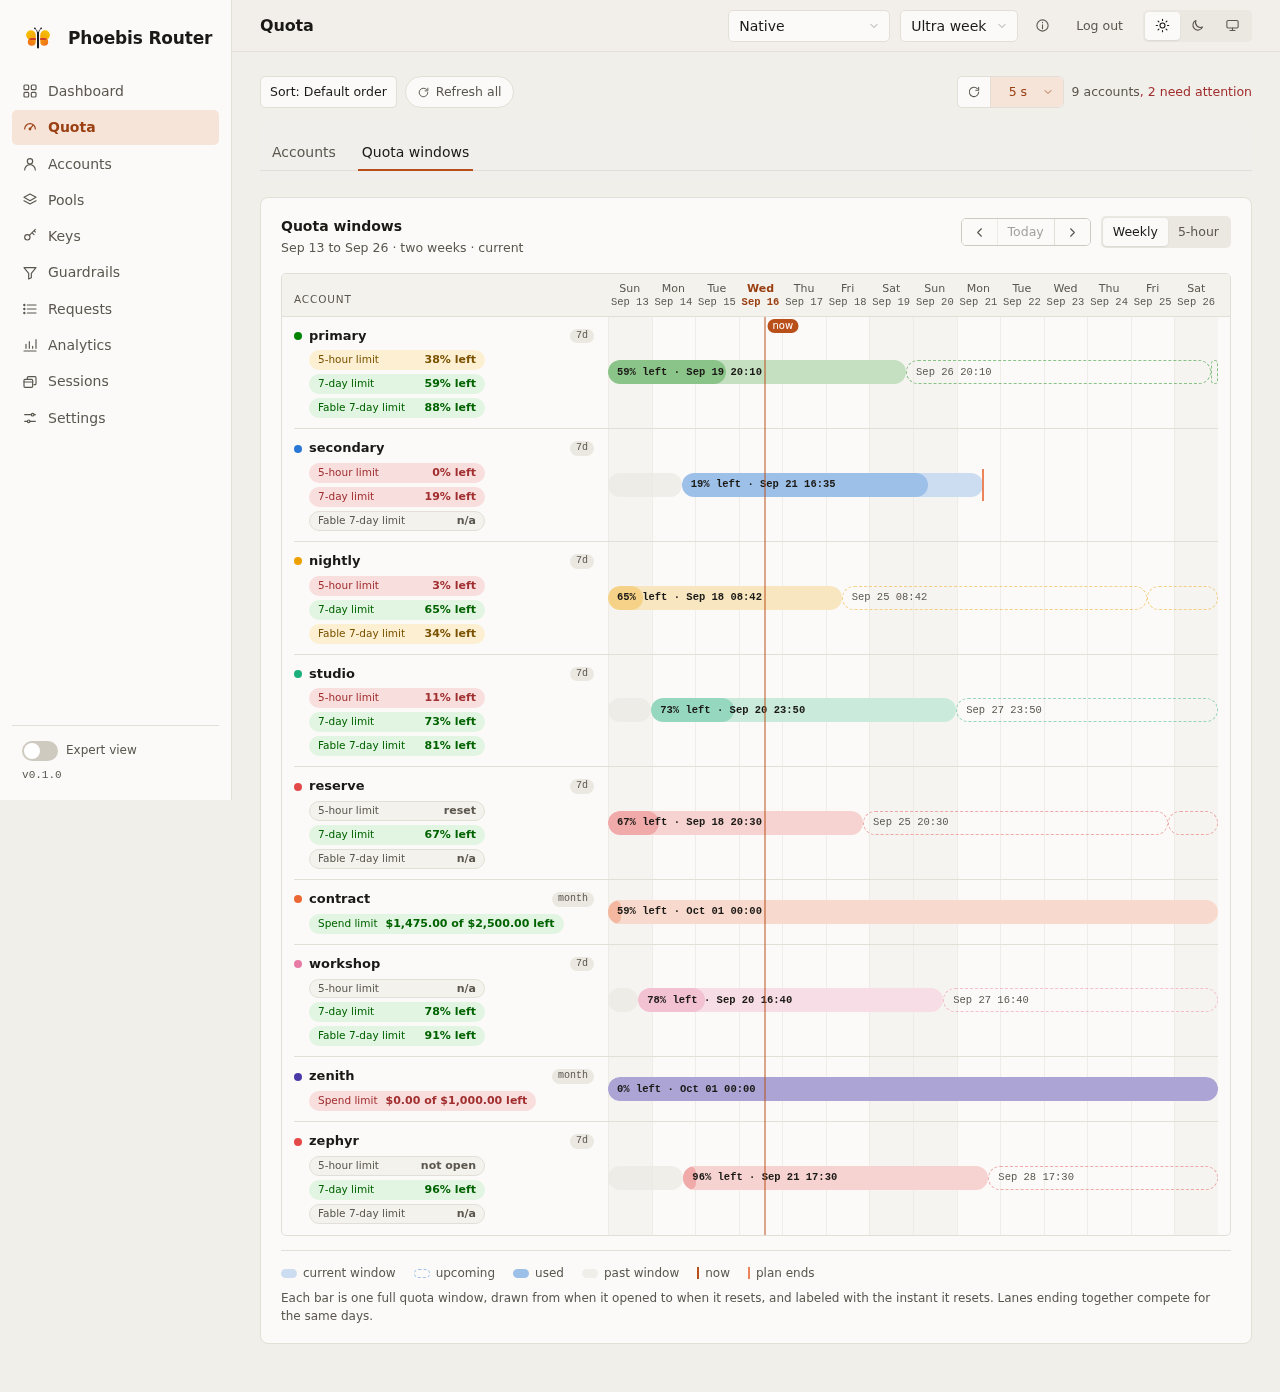 Phoebis Router
Dashboard
Quota
Accounts
Pools
Keys
Guardrails
Requests
Analytics
Sessions
Settings
Expert view
v0.1.0
Quota
Native
Ultra week
Log out
Sort: Default order
Refresh all
5 s
9 accounts, 2 need attention
Accounts
Quota windows
Quota windows
Sep 13 to Sep 26 · two weeks · current
Today
Weekly
5-hour
ACCOUNT
Sun Mon Tue Wed Thu Fri Sat Sun Mon Tue Wed Thu Fri Sat
Sep 13 Sep 14 Sep 15 Sep 16 Sep 17 Sep 18 Sep 19 Sep 20 Sep 21 Sep 22 Sep 23 Sep 24 Sep 25 Sep 26
now
primary 7d
5-hour limit 38% left
7-day limit 59% left
Fable 7-day limit 88% left
59% left · Sep 19 20:10
Sep 26 20:10
secondary 7d
5-hour limit 0% left
7-day limit 19% left
Fable 7-day limit n/a
19% left · Sep 21 16:35
nightly 7d
5-hour limit 3% left
7-day limit 65% left
Fable 7-day limit 34% left
65% left · Sep 18 08:42
Sep 25 08:42
studio 7d
5-hour limit 11% left
7-day limit 73% left
Fable 7-day limit 81% left
73% left · Sep 20 23:50
Sep 27 23:50
reserve 7d
5-hour limit reset
7-day limit 67% left
Fable 7-day limit n/a
67% left · Sep 18 20:30
Sep 25 20:30
contract month
Spend limit $1,475.00 of $2,500.00 left
59% left · Oct 01 00:00
workshop 7d
5-hour limit n/a
7-day limit 78% left
Fable 7-day limit 91% left
78% left · Sep 20 16:40
Sep 27 16:40
zenith month
Spend limit $0.00 of $1,000.00 left
0% left · Oct 01 00:00
zephyr 7d
5-hour limit not open
7-day limit 96% left
Fable 7-day limit n/a
96% left · Sep 21 17:30
Sep 28 17:30
current window
upcoming
used
past window
now
plan ends
Each bar is one full quota window, drawn from when it opened to when it resets, and labeled with the instant it resets. Lanes ending together compete for
the same days.